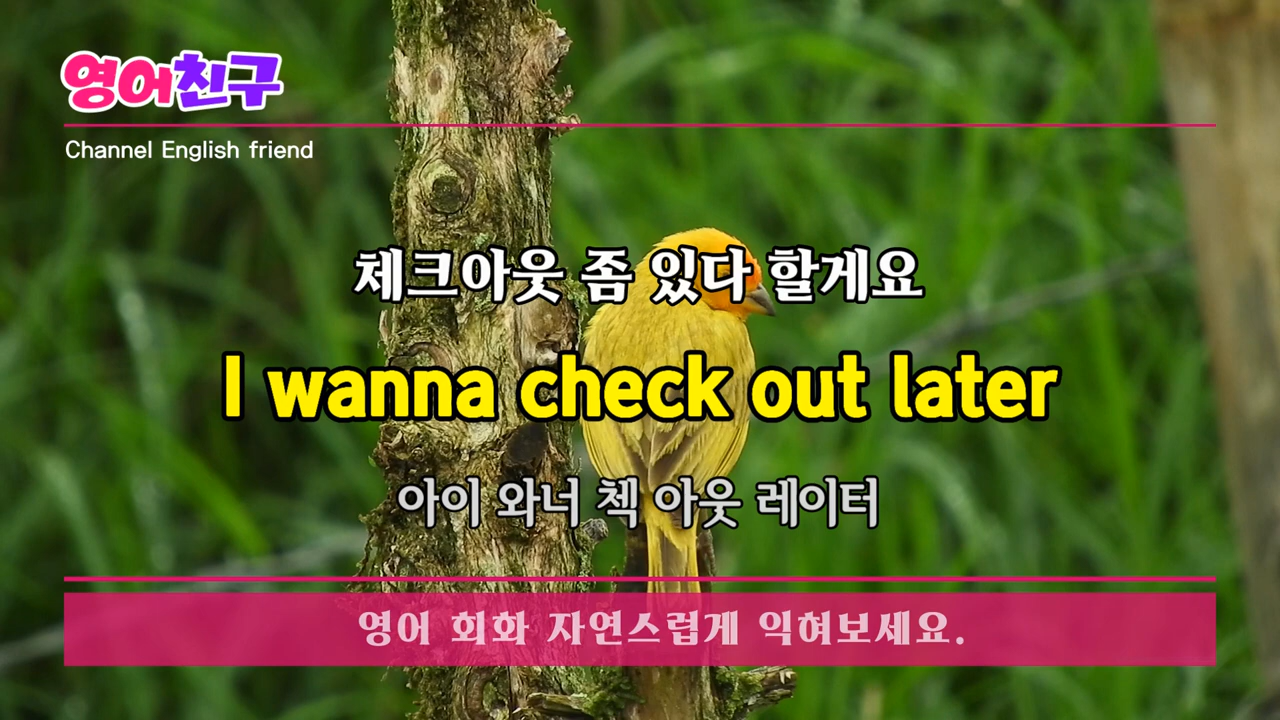 영어친구
Channel English friend
체크아웃 좀 있다 할게요
I wanna check out later
아이 와너 첵 아웃 레이터
영어 회화 자연스럽게 익혀보세요.